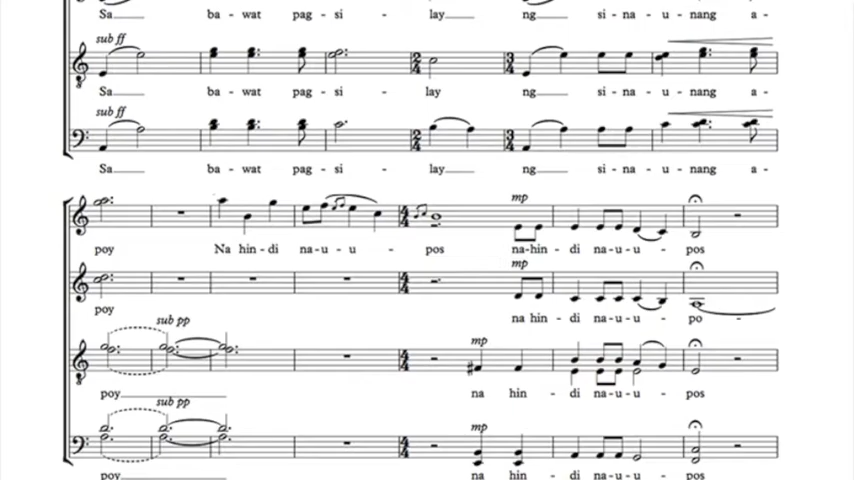 Sa ba - wat pag - si - lay ng si - na - u - nang a -
sub ff
Sa ba - wat pag - si - lay ng si - na - u - nang a -
sub ff
Sa ba - wat pag - si - lay ng si - na - u - nang a -
mp
poy Na hin - di na - u - u - pos na - hin - di na - u - u - pos
mp
poy na hin - di na - u - u - po -
sub pp mp
poy na hin - di na - u - u - pos
sub pp mp
poy na hin - di na - u - u - pos